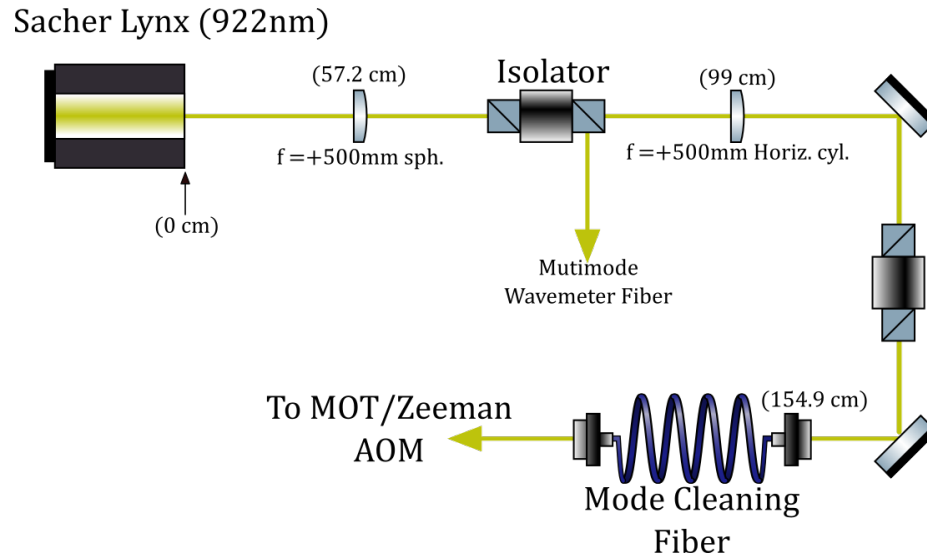 Sacher Lynx (922nm)
(57.2 cm)
Isolator
(99 cm)
f =+500mm sph.
f =+500mm Horiz. cyl.
(0 cm)
Mutimode
Wavemeter Fiber
To MOT/Zeeman
AOM
(154.9 cm)
Mode Cleaning
Fiber